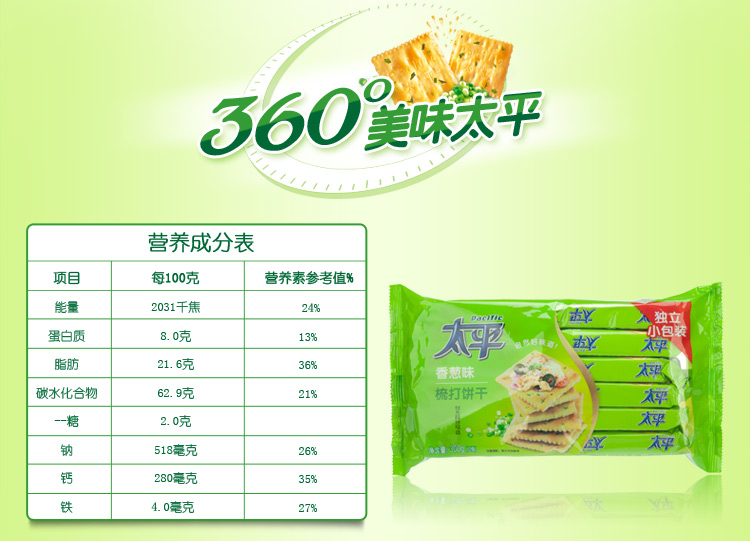 360°美味太平
营养成分表
项目 每100克 营养素参考值%
能量 2031千焦 24%
蛋白质 8.0克 13%
脂肪 21.6克 36%
碳水化合物 62.9克 21%
--糖 2.0克
钠 518毫克 26%
钙 280毫克 35%
铁 4.0毫克 27%
Pacific
太平
香葱味
梳打饼干
独立
小包装
太平
太平
太平
太平
太平
太平